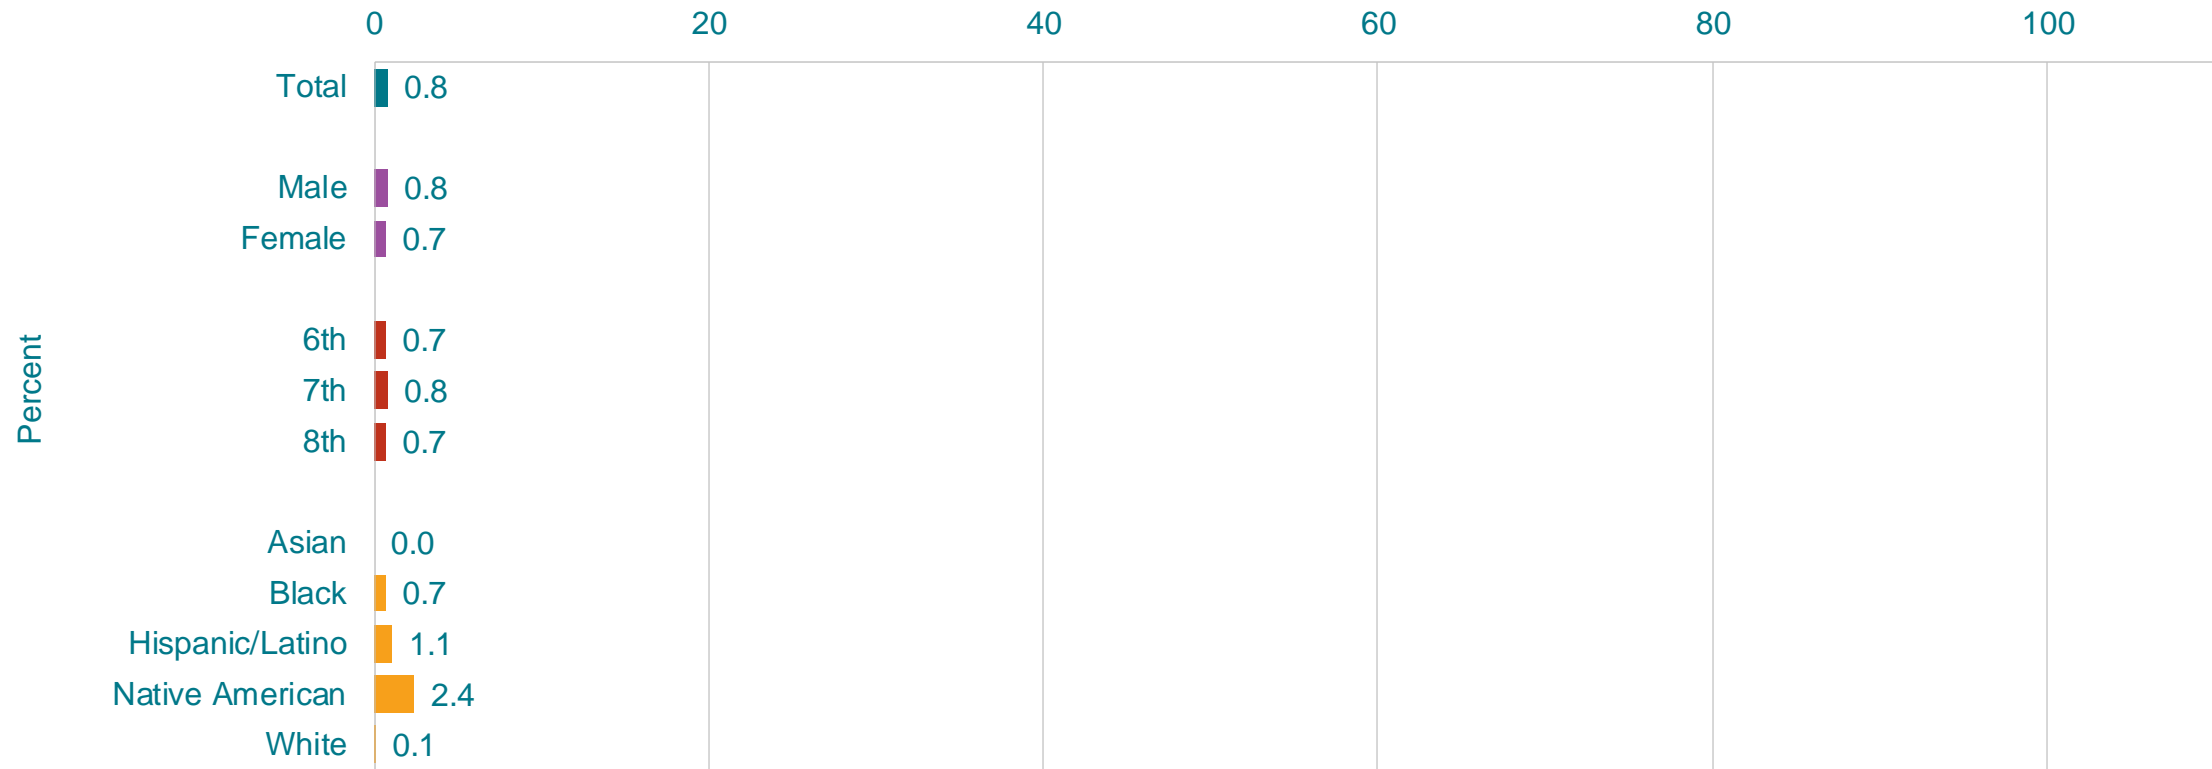 0 20 40 60 80 100
Total 0.8
Male 0.8
Female 0.7
Percent
6th 0.7
7th 0.8
8th 0.7
Asian 0.0
Black 0.7
Hispanic/Latino 1.1
Native American 2.4
White 0.1